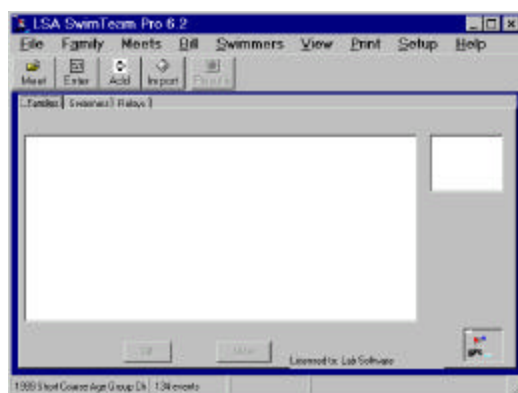 LSA SwimTeam Pro 6.2
File Family Meets Bill Swimmers View Print Setup Help
Meet Enter Add Import
Families Swimmers Relays
Licensed to: Lab Software
1999 Short Course Age Group Ch 134 events